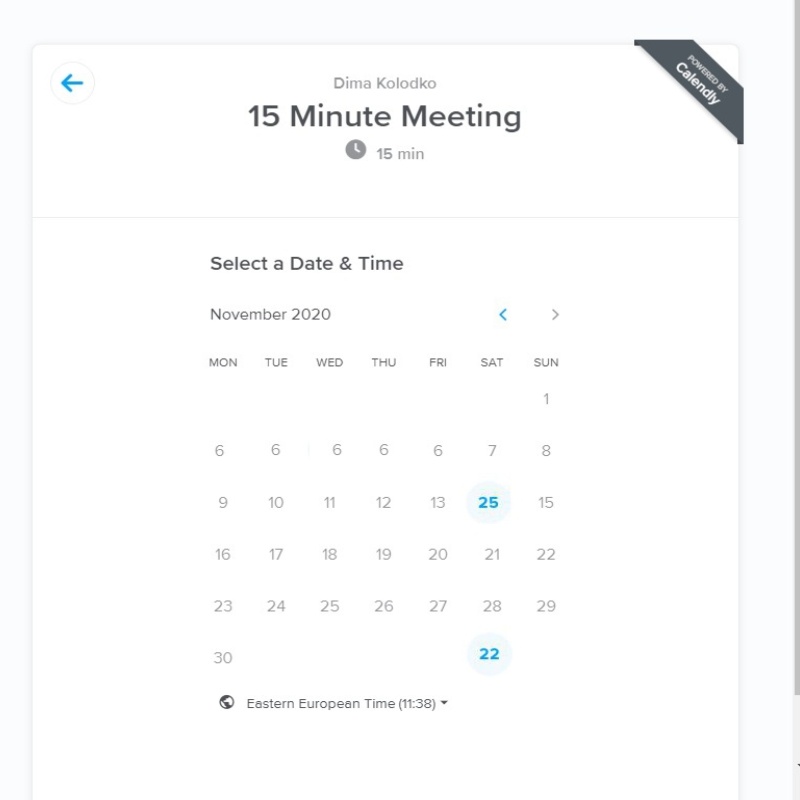 POWERED BY
Calendly
Dima Kolodko
15 Minute Meeting
15 min
Select a Date & Time
November 2020
MON TUE WED THU FRI SAT SUN
1
6 6 6 6 6 7 8
9 10 11 12 13 25 15
16 17 18 19 20 21 22
23 24 25 26 27 28 29
30 22
Eastern European Time (11:38)